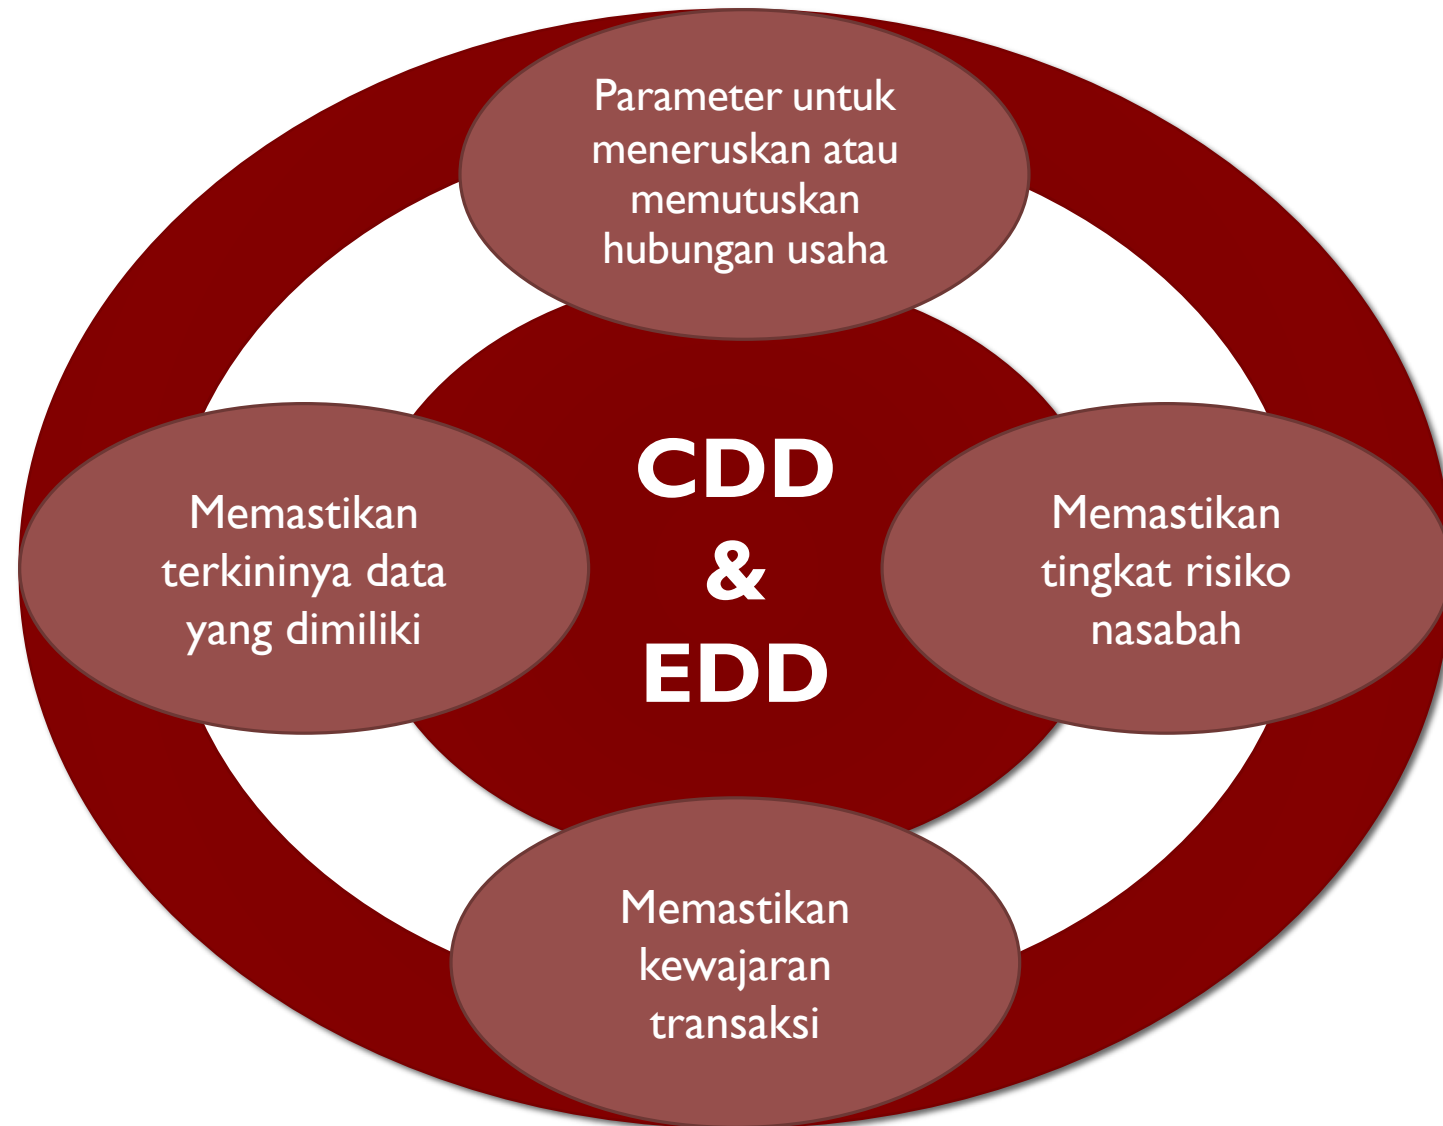 Parameter untuk
meneruskan atau
memutuskan
hubungan usaha
Memastikan
terkininya data
yang dimiliki
CDD
&
EDD
Memastikan
tingkat risiko
nasabah
Memastikan
kewajaran
transaksi